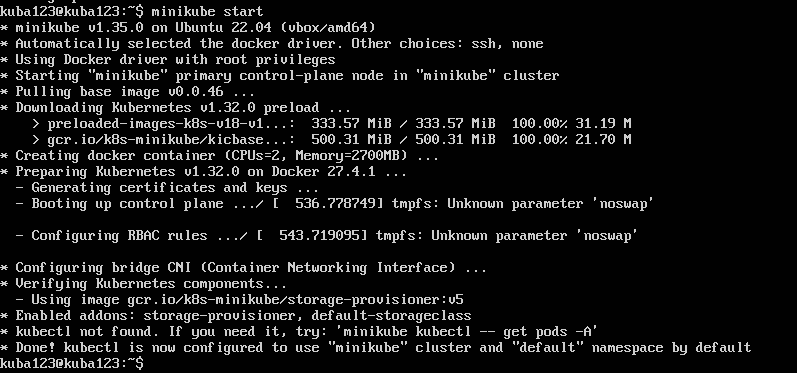 kuba123@kuba123:~$ minikube start
* minikube v1.35.0 on Ubuntu 22.04 (vbox/amd64)
* Automatically selected the docker driver. Other choices: ssh, none
* Using Docker driver with root privileges
* Starting "minikube" primary control-plane node in "minikube" cluster
* Pulling base image v0.0.46 ...
* Downloading Kubernetes v1.32.0 preload ...
    > preloaded-images-k8s-v18-v1...:  333.57 MiB / 333.57 MiB  100.00% 31.19 M
    > gcr.io/k8s-minikube/kicbase...:  500.31 MiB / 500.31 MiB  100.00% 21.70 M
* Creating docker container (CPUs=2, Memory=2700MB) ...
* Preparing Kubernetes v1.32.0 on Docker 27.4.1 ...
  - Generating certificates and keys ...
  - Booting up control plane .../ [  536.778749] tmpfs: Unknown parameter 'noswap'
  - Configuring RBAC rules .../ [  543.719095] tmpfs: Unknown parameter 'noswap'
* Configuring bridge CNI (Container Networking Interface) ...
* Verifying Kubernetes components...
  - Using image gcr.io/k8s-minikube/storage-provisioner:v5
* Enabled addons: storage-provisioner, default-storageclass
* kubectl not found. If you need it, try: 'minikube kubectl -- get pods -A'
* Done! kubectl is now configured to use "minikube" cluster and "default" namespace by default
kuba123@kuba123:~$